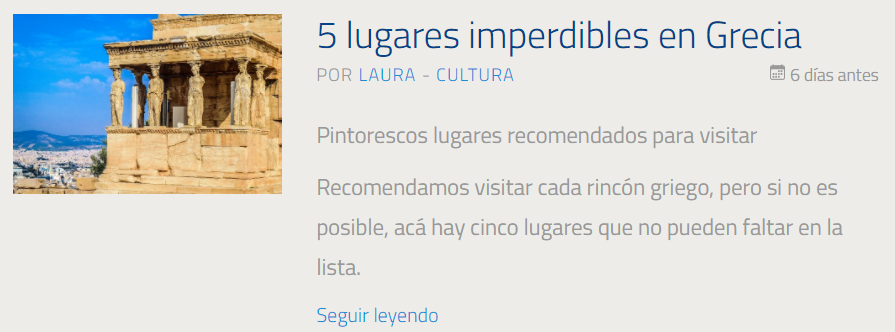 5 lugares imperdibles en Grecia
POR LAURA - CULTURA
6 días antes
Pintorescos lugares recomendados para visitar
Recomendamos visitar cada rincón griego, pero si no es
posible, acá hay cinco lugares que no pueden faltar en la
lista.
Seguir leyendo